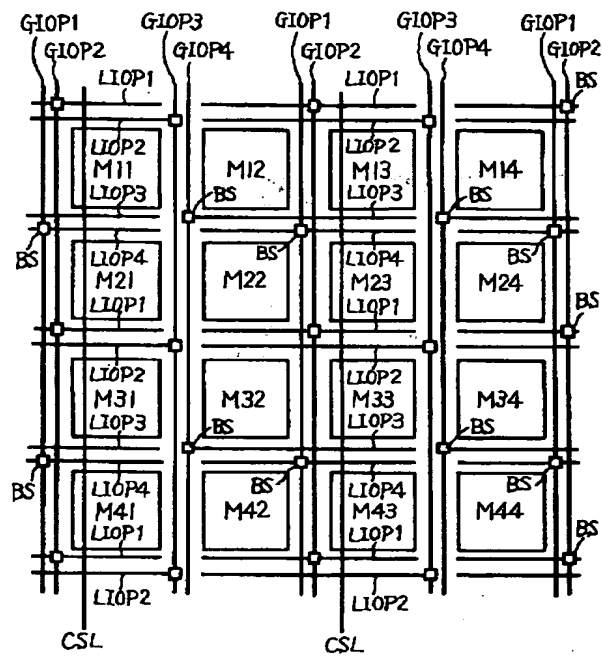 GIOP1 GIOP3 GIOP1 GIOP3 GIOP1
GIOP2 GIOP4 GIOP2 GIOP4 GIOP2
LIOP1 LIOP1 BS
LIOP2 LIOP2
M11 M12 M13 M14
LIOP3 BS LIOP3 BS
BS LIOP4 BS LIOP4 BS
M21 M22 M23 M24
LIOP1 LIOP1 BS
LIOP2 LIOP2
M31 M32 M33 M34
LIOP3 BS LIOP3 BS
BS LIOP4 BS LIOP4 BS
M41 M42 M43 M44
LIOP1 LIOP1 BS
LIOP2 LIOP2
CSL CSL